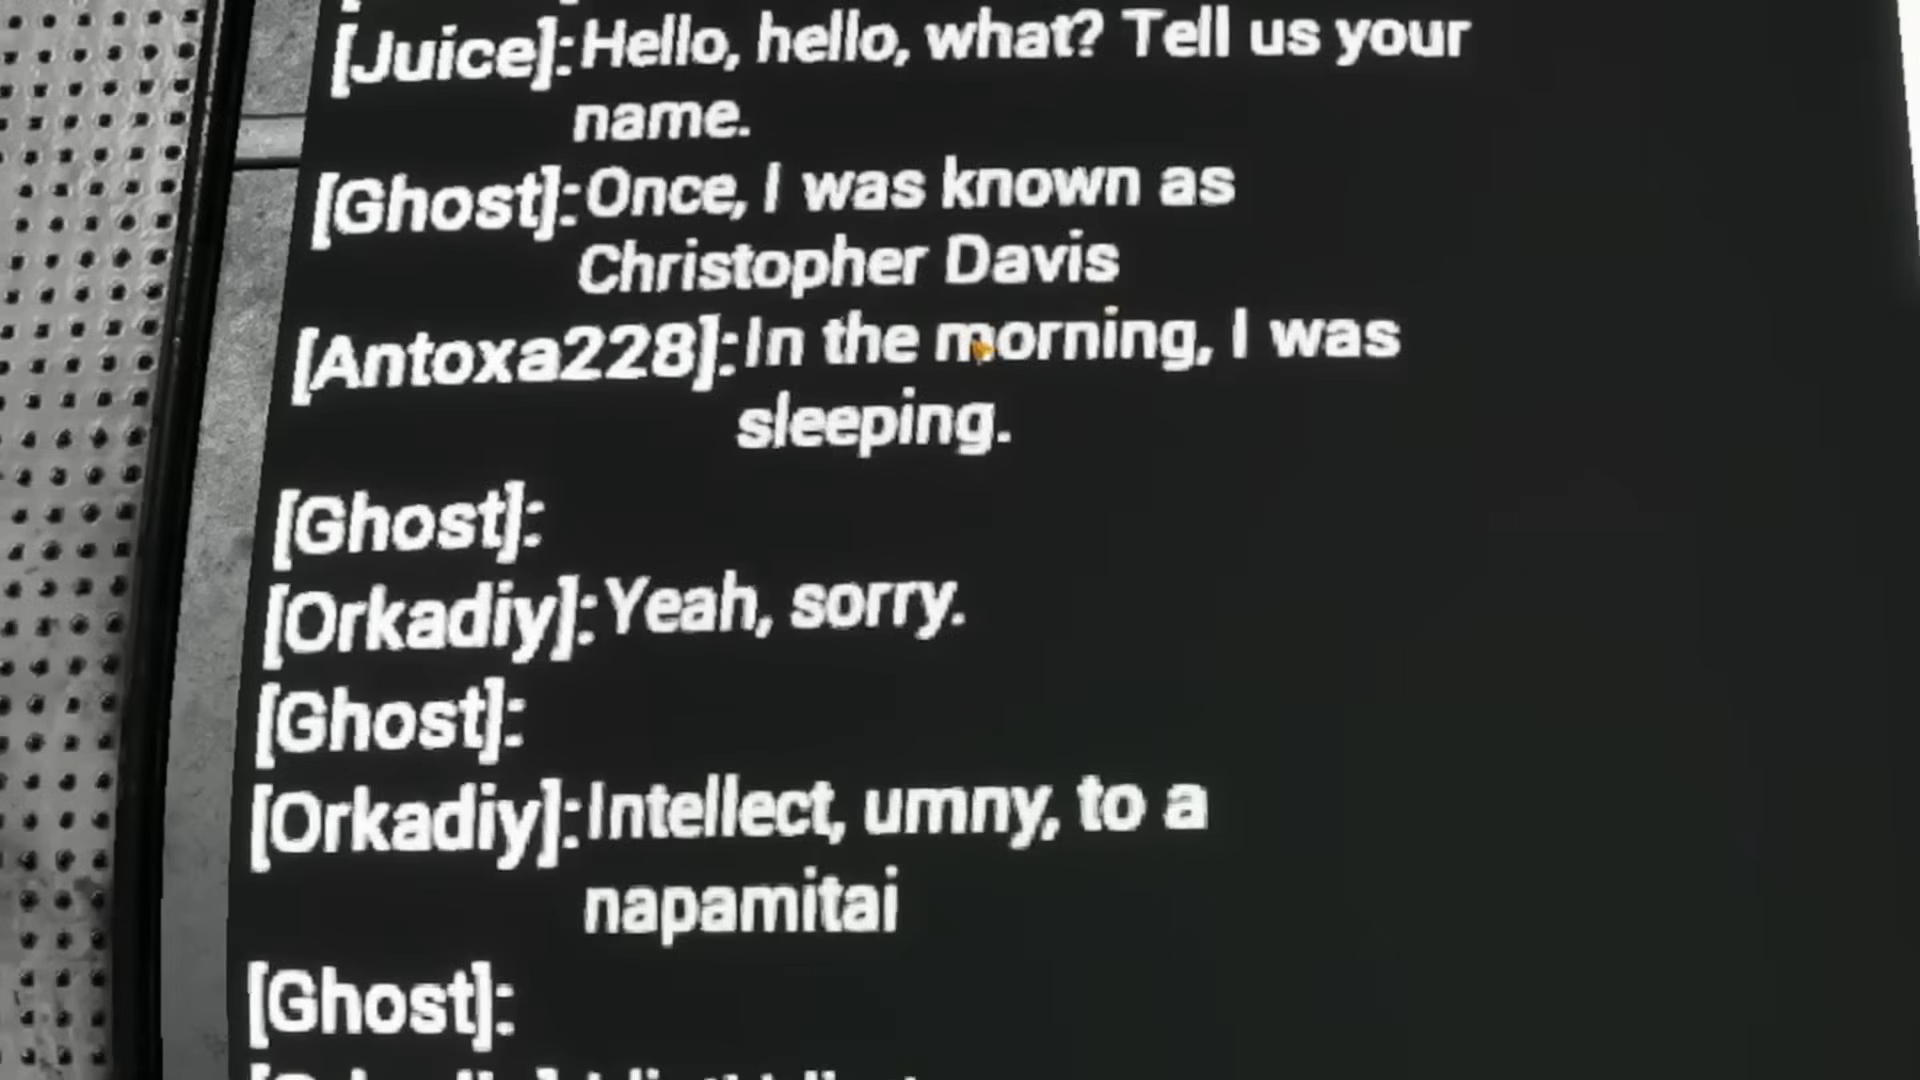 [Juice]: Hello, hello, what? Tell us your
name.
[Ghost]: Once, I was known as
Christopher Davis
[Antoxa228]: In the morning, I was
sleeping.
[Ghost]:
[Orkadiy]: Yeah, sorry.
[Ghost]:
[Orkadiy]: Intellect, umny, to a
napamitai
[Ghost]: